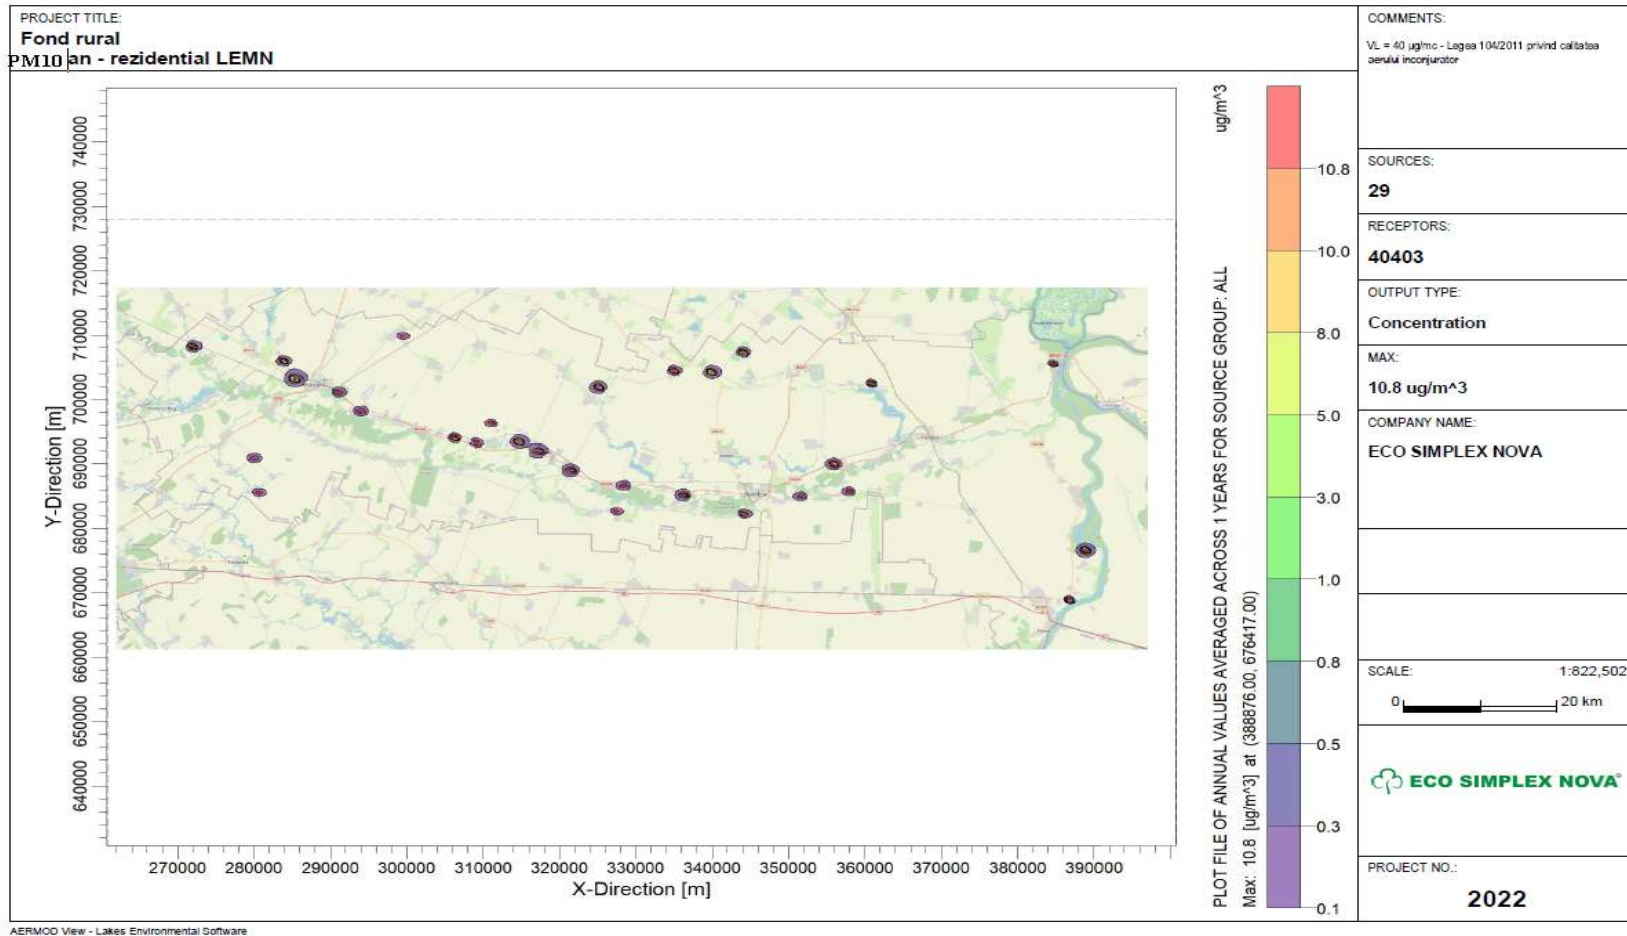 PROJECT TITLE:
Fond rural
PM10 an - rezidential LEMN
COMMENTS:
VL = 40 µg/mc - Legea 104/2011 privind calitatea
aerului inconjurator
SOURCES:
29
RECEPTORS:
40403
OUTPUT TYPE:
Concentration
MAX:
10.8 ug/m^3
COMPANY NAME:
ECO SIMPLEX NOVA
SCALE:
1:822,502
0 20 km
ECO SIMPLEX NOVA®
PROJECT NO.:
2022
Y-Direction [m]
740000
730000
720000
710000
700000
690000
680000
670000
660000
650000
640000
270000 280000 290000 300000 310000 320000 330000 340000 350000 360000 370000 380000 390000
X-Direction [m]
PLOT FILE OF ANNUAL VALUES AVERAGED ACROSS 1 YEARS FOR SOURCE GROUP: ALL
Max: 10.8 [ug/m^3] at (388876.00, 676417.00)
ug/m^3
10.8
10.0
8.0
5.0
3.0
1.0
0.8
0.5
0.3
0.1
AERMOD View - Lakes Environmental Software